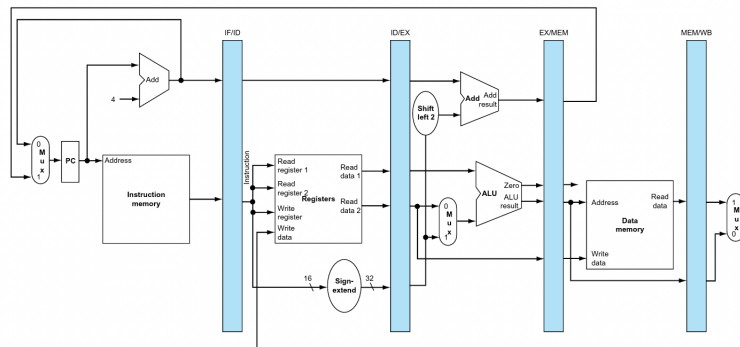 IF/ID
ID/EX
EX/MEM
MEM/WB
Add
4
Shift
left 2
Add
Add
result
0
M
u
x
1
PC
Address
Instruction
memory
Instruction
Read
register 1
Read
register 2
Write
register
Write
data
Registers
Read
data 1
Read
data 2
16
Sign-
extend
32
0
M
u
x
1
ALU
Zero
ALU
result
Address
Write
data
Data
memory
Read
data
1
M
u
x
0